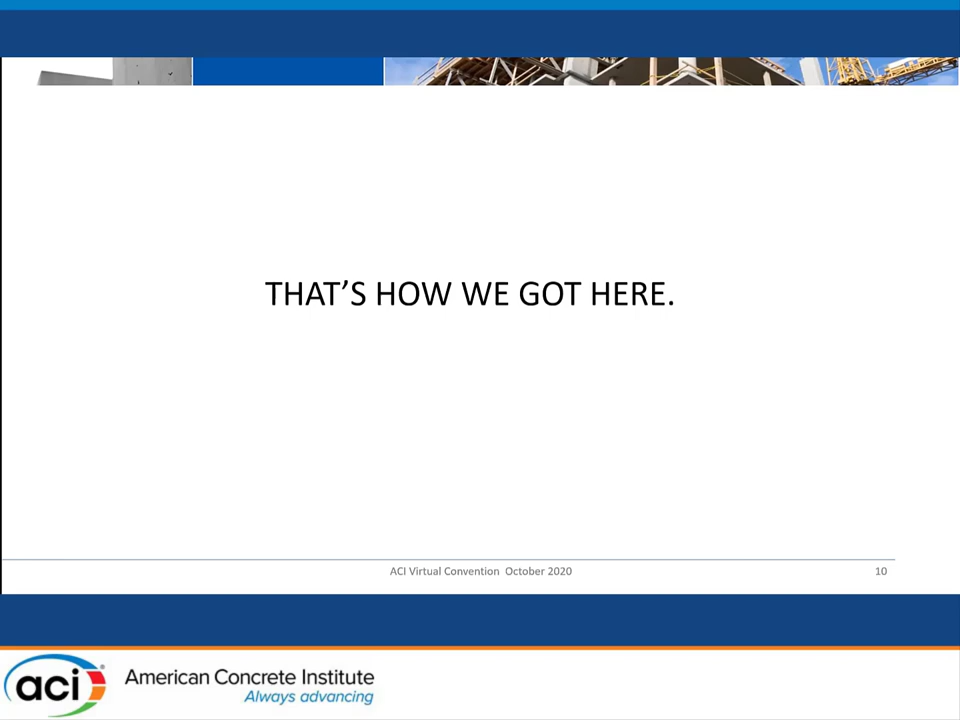 THAT’S HOW WE GOT HERE.
ACI Virtual Convention October 2020
10
aci
American Concrete Institute
Always advancing